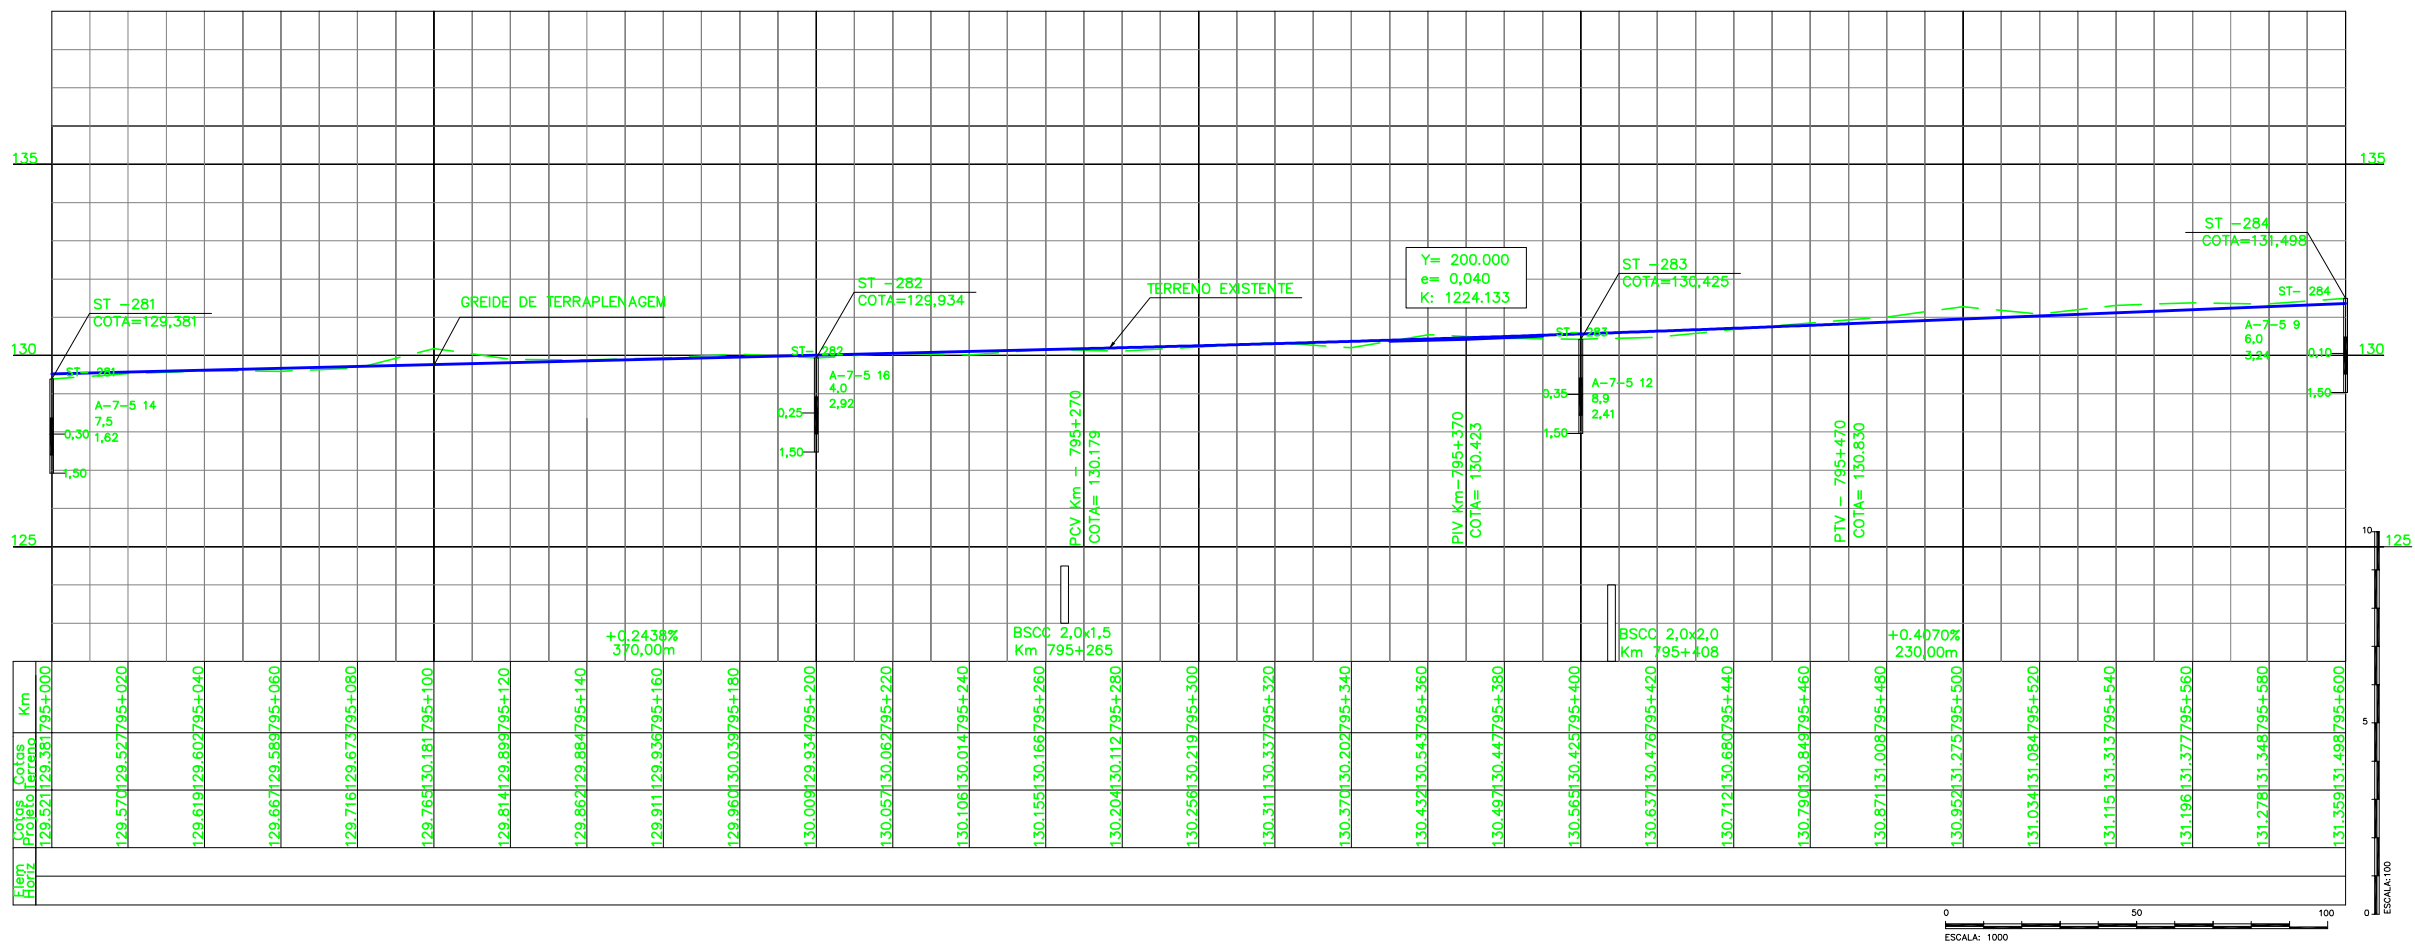 135
135
ST -284
COTA=131,498
Y= 200.000
e= 0,040
K: 1224.133
ST -283
COTA=130,425
ST -282
COTA=129,934
TERRENO EXISTENTE
ST -281
COTA=129,381
GREIDE DE TERRAPLENAGEM
ST- 284
ST- 283
ST- 282
ST- 281
130
130
A-7-5 14
7,5
1,62
0,30
1,50
A-7-5 16
4,0
2,92
0,25
1,50
A-7-5 12
8,9
2,41
0,35
1,50
A-7-5 9
6,0
3,24
0,10
1,50
PCV Km - 795+270
COTA= 130.179
PIV Km-795+370
COTA= 130.423
PTV - 795+470
COTA= 130.830
125
125
+0.2438%
370,00m
BSCC 2,0x1,5
Km 795+265
BSCC 2,0x2,0
Km 795+408
+0.4070%
230,00m
Km
795+000 795+020 795+040 795+060 795+080 795+100 795+120 795+140 795+160 795+180 795+200 795+220 795+240 795+260 795+280 795+300 795+320 795+340 795+360 795+380 795+400 795+420 795+440 795+460 795+480 795+500 795+520 795+540 795+560 795+580 795+600
Cotas
Terreno
129.381 129.527 129.602 129.589 129.673 130.181 129.899 129.884 129.936 130.039 129.934 130.062 130.014 130.166 130.112 130.219 130.337 130.202 130.543 130.447 130.425 130.476 130.680 130.849 131.008 131.275 131.084 131.313 131.377 131.348 131.498
Cotas
Projeto
129.521 129.570 129.619 129.667 129.716 129.765 129.814 129.862 129.911 129.960 130.009 130.057 130.106 130.155 130.204 130.256 130.311 130.370 130.432 130.497 130.565 130.637 130.712 130.790 130.871 130.952 131.034 131.115 131.196 131.278 131.359
Elem
Horiz
10
5
0
ESCALA:100
0 50 100
ESCALA: 1000